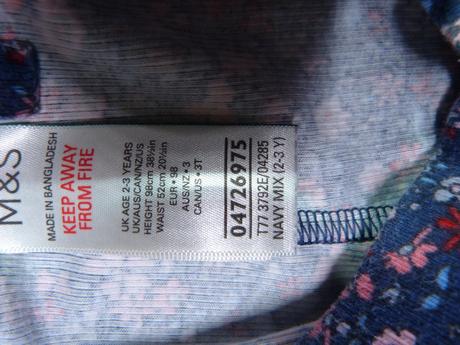 M&S
MADE IN BANGLADESH
KEEP AWAY
FROM FIRE
UK AGE 2-3 YEARS
UK/AUS/CAN/NZ/US
HEIGHT 98cm 38½in
WAIST 52cm 20½in
EUR • 98
AUS/NZ • 3
CAN/US • 3T
04726975
T77 3792E/04285
NAVY MIX (2-3 Y)